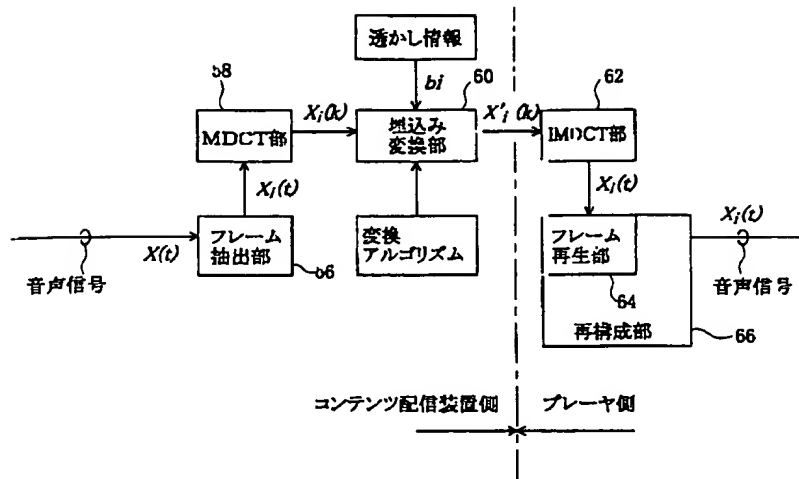 透かし情報
58
bi
60
62
Xi(k)
X'i(k)
MDCT部
埋込み
変換部
IMDCT部
Xi(t)
Xi(t)
X(t)
フレーム
抽出部
56
変換
アルゴリズム
フレーム
再生部
64
Xi(t)
音声信号
音声信号
再構成部
66
コンテンツ配信装置側
プレーヤ側